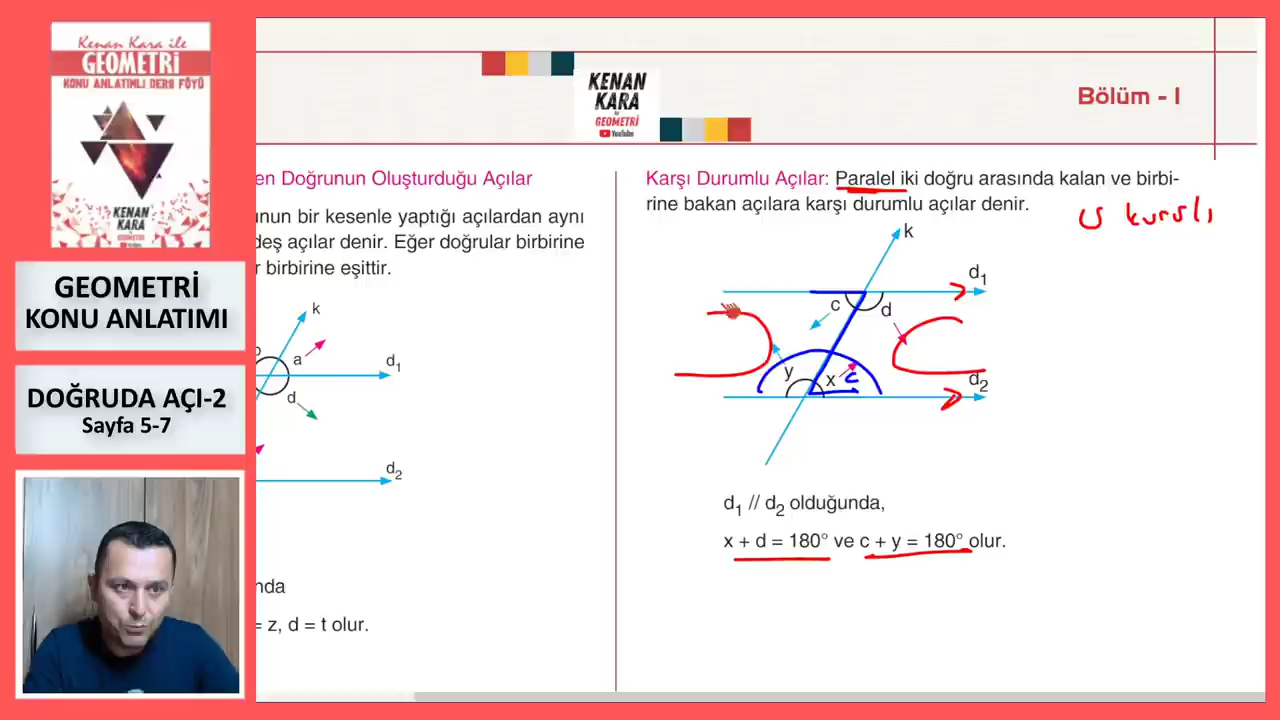 Kenan Kara ile
GEOMETRİ
KONU ANLATIMLI DERS FÖYÜ
KENAN
KARA
GEOMETRİ
KONU ANLATIMI
DOĞRUDA AÇI-2
Sayfa 5-7
KENAN
KARA
ile
GEOMETRİ
YouTube
Bölüm - I
en Doğrunun Oluşturduğu Açılar
unun bir kesenle yaptığı açılardan aynı
deş açılar denir. Eğer doğrular birbirine
r birbirine eşittir.
k
b
a
d1
d
d2
nda
= z, d = t olur.
Karşı Durumlu Açılar: Paralel iki doğru arasında kalan ve birbi-
rine bakan açılara karşı durumlu açılar denir.
U kuralı
k
d1
c
d
y
x
c
d2
d1 // d2 olduğunda,
x + d = 180° ve c + y = 180° olur.